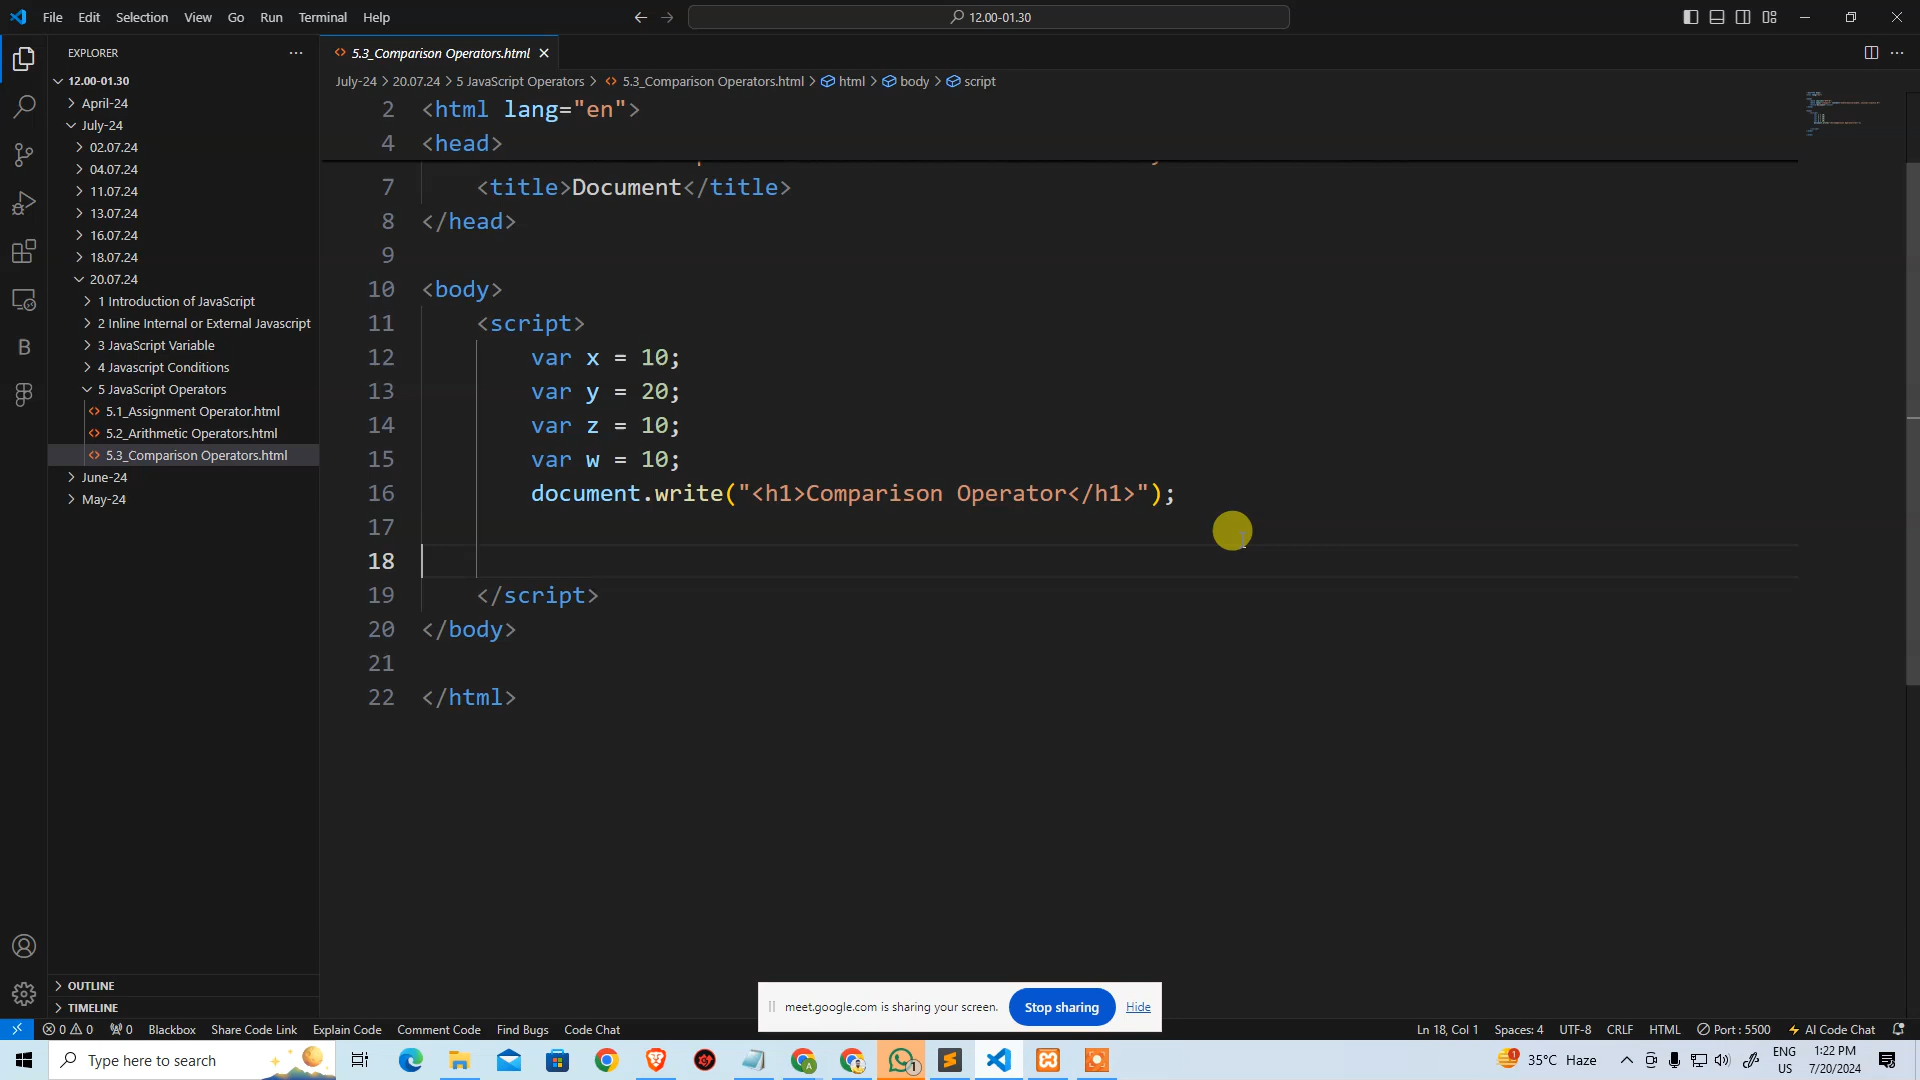 File Edit Selection View Go Run Terminal Help
12.00-01.30
EXPLORER
5.3_Comparison Operators.html
12.00-01.30
April-24
July-24
02.07.24
04.07.24
11.07.24
13.07.24
16.07.24
18.07.24
20.07.24
1 Introduction of JavaScript
2 Inline Internal or External Javascript
3 JavaScript Variable
4 Javascript Conditions
5 JavaScript Operators
5.1_Assignment Operator.html
5.2_Arithmetic Operators.html
5.3_Comparison Operators.html
June-24
May-24
OUTLINE
TIMELINE
July-24 > 20.07.24 > 5 JavaScript Operators > 5.3_Comparison Operators.html > html > body > script
2 <html lang="en">
4 <head>
7 <title>Document</title>
8 </head>
9
10 <body>
11 <script>
12 var x = 10;
13 var y = 20;
14 var z = 10;
15 var w = 10;
16 document.write("<h1>Comparison Operator</h1>");
17
18
19 </script>
20 </body>
21
22 </html>
meet.google.com is sharing your screen. Stop sharing Hide
0 0 0 Blackbox Share Code Link Explain Code Comment Code Find Bugs Code Chat Ln 18, Col 1 Spaces: 4 UTF-8 CRLF HTML Port : 5500 AI Code Chat
Type here to search
35°C Haze
ENG
US
1:22 PM
7/20/2024